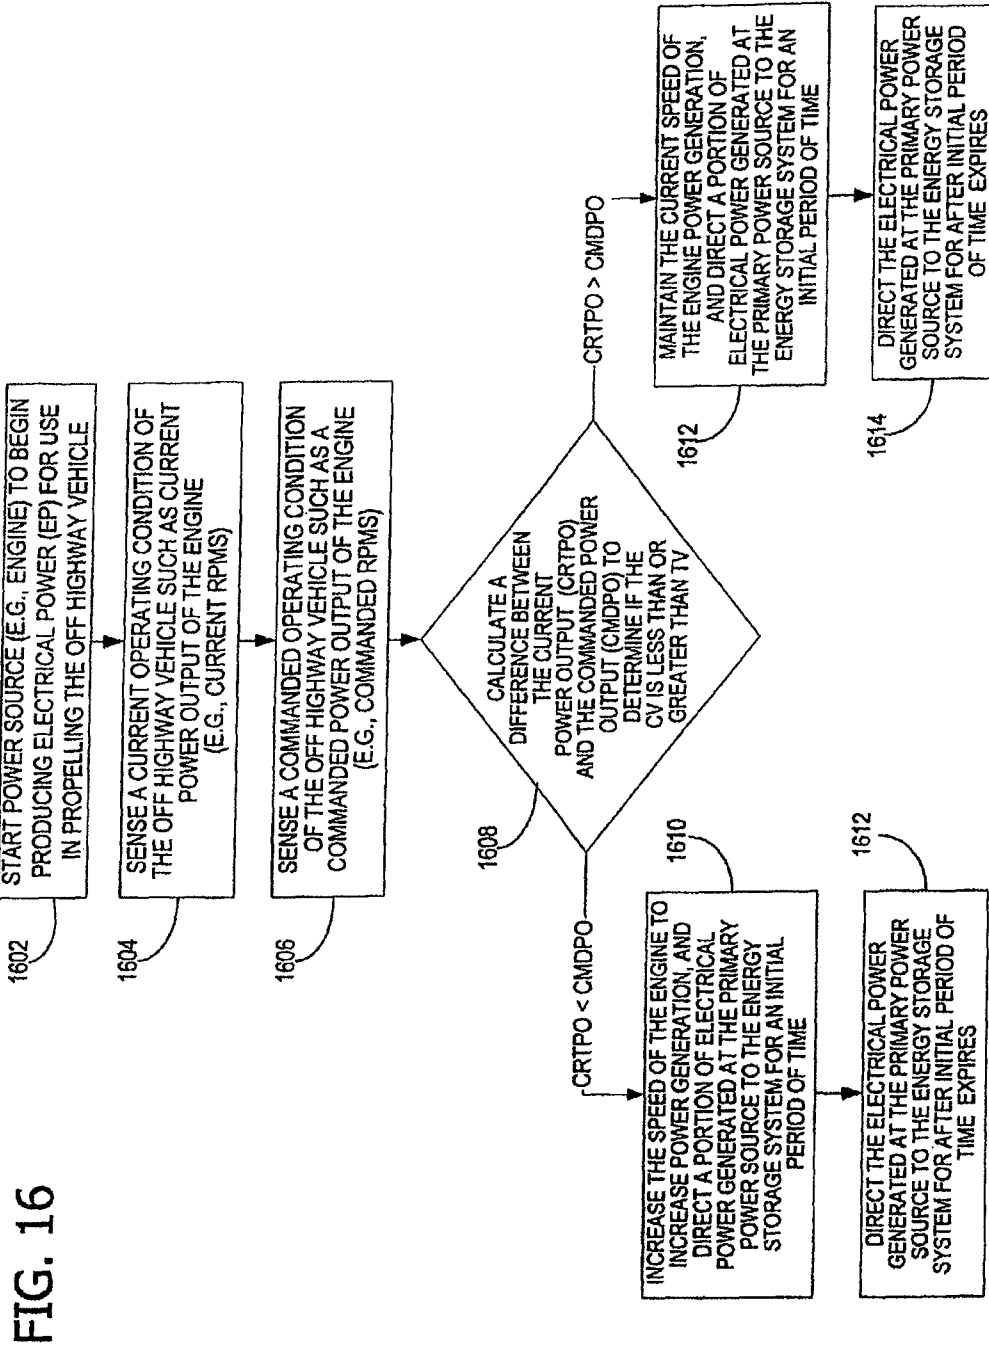 FIG. 16
1602
START POWER SOURCE (E.G., ENGINE) TO BEGIN
PRODUCING ELECTRICAL POWER (EP) FOR USE
IN PROPELLING THE OFF HIGHWAY VEHICLE
1604
SENSE A CURRENT OPERATING CONDITION OF
THE OFF HIGHWAY VEHICLE SUCH AS CURRENT
POWER OUTPUT OF THE ENGINE
(E.G., CURRENT RPMS)
1606
SENSE A COMMANDED OPERATING CONDITION
OF THE OFF HIGHWAY VEHICLE SUCH AS A
COMMANDED POWER OUTPUT OF THE ENGINE
(E.G., COMMANDED RPMS)
1608
CALCULATE A
DIFFERENCE BETWEEN
THE CURRENT
POWER OUTPUT (CRTPO)
AND THE COMMANDED POWER
OUTPUT (CMDPO) TO
DETERMINE IF THE
CV IS LESS THAN OR
GREATER THAN TV
CRTPO < CMDPO
1610
INCREASE THE SPEED OF THE ENGINE TO
INCREASE POWER GENERATION, AND
DIRECT A PORTION OF ELECTRICAL
POWER GENERATED AT THE PRIMARY
POWER SOURCE TO THE ENERGY
STORAGE SYSTEM FOR AN INITIAL
PERIOD OF TIME
1612
DIRECT THE ELECTRICAL POWER
GENERATED AT THE PRIMARY POWER
SOURCE TO THE ENERGY STORAGE
SYSTEM FOR AFTER INITIAL PERIOD OF
TIME EXPIRES
CRTPO > CMDPO
1612
MAINTAIN THE CURRENT SPEED OF
THE ENGINE POWER GENERATION,
AND DIRECT A PORTION OF
ELECTRICAL POWER GENERATED AT
THE PRIMARY POWER SOURCE TO THE
ENERGY STORAGE SYSTEM FOR AN
INITIAL PERIOD OF TIME
1614
DIRECT THE ELECTRICAL POWER
GENERATED AT THE PRIMARY POWER
SOURCE TO THE ENERGY STORAGE
SYSTEM FOR AFTER INITIAL PERIOD
OF TIME EXPIRES